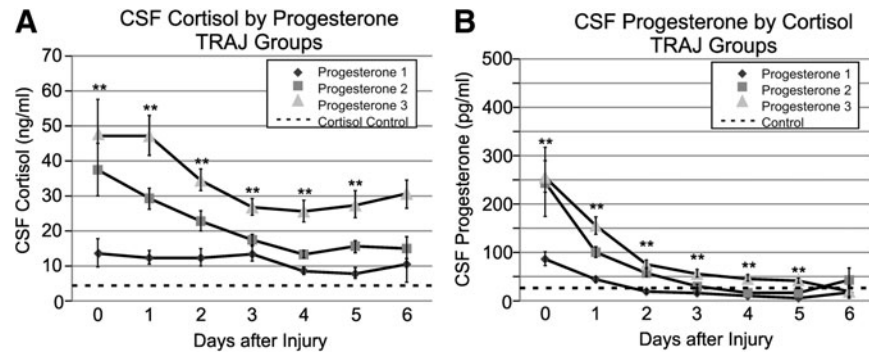 A
CSF Cortisol by Progesterone
TRAJ Groups
CSF Cortisol (ng/ml)
70
60
50
40
30
20
10
0
Progesterone 1
Progesterone 2
Progesterone 3
Cortisol Control
**
**
**
**
**
**
0 1 2 3 4 5 6
Days after Injury
B
CSF Progesterone by Cortisol
TRAJ Groups
CSF Progesterone (pg/ml)
500
400
300
250
200
150
100
50
0
Progesterone 1
Progesterone 2
Progesterone 3
Control
**
**
**
**
**
**
0 1 2 3 4 5 6
Days after Injury